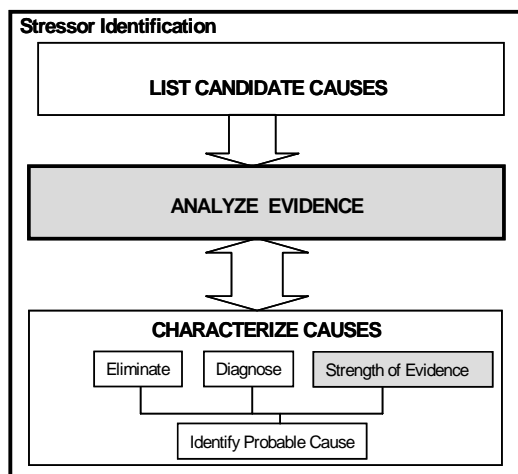 Stressor Identification
LIST CANDIDATE CAUSES
ANALYZE EVIDENCE
CHARACTERIZE CAUSES
Eliminate
Diagnose
Strength of Evidence
Identify Probable Cause